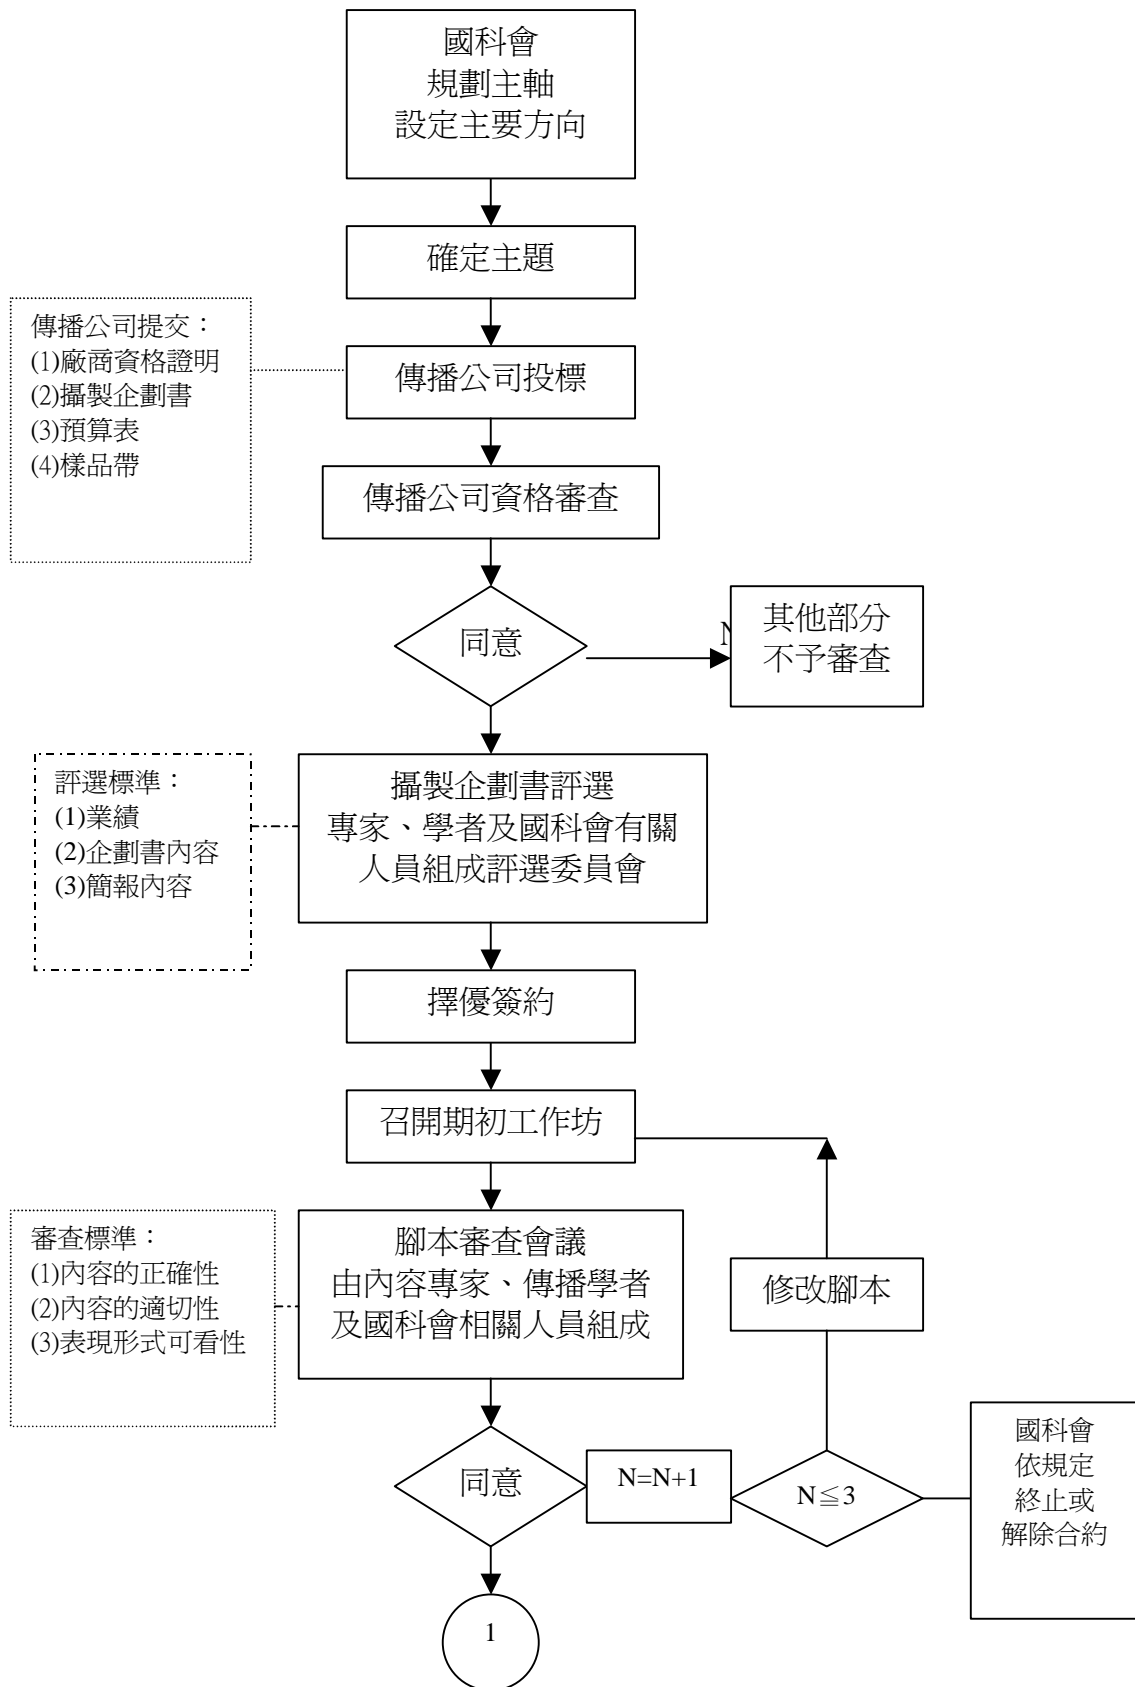 國科會
規劃主軸
設定主要方向
確定主題
傳播公司提交：
(1)廠商資格證明
(2)攝製企劃書
(3)預算表
(4)樣品帶
傳播公司投標
傳播公司資格審查
同意
其他部分
不予審查
評選標準：
(1)業績
(2)企劃書內容
(3)簡報內容
攝製企劃書評選
專家、學者及國科會有關
人員組成評選委員會
擇優簽約
召開期初工作坊
審查標準：
(1)內容的正確性
(2)內容的適切性
(3)表現形式可看性
腳本審查會議
由內容專家、傳播學者
及國科會相關人員組成
修改腳本
同意
N=N+1
N≦3
國科會
依規定
終止或
解除合約
1